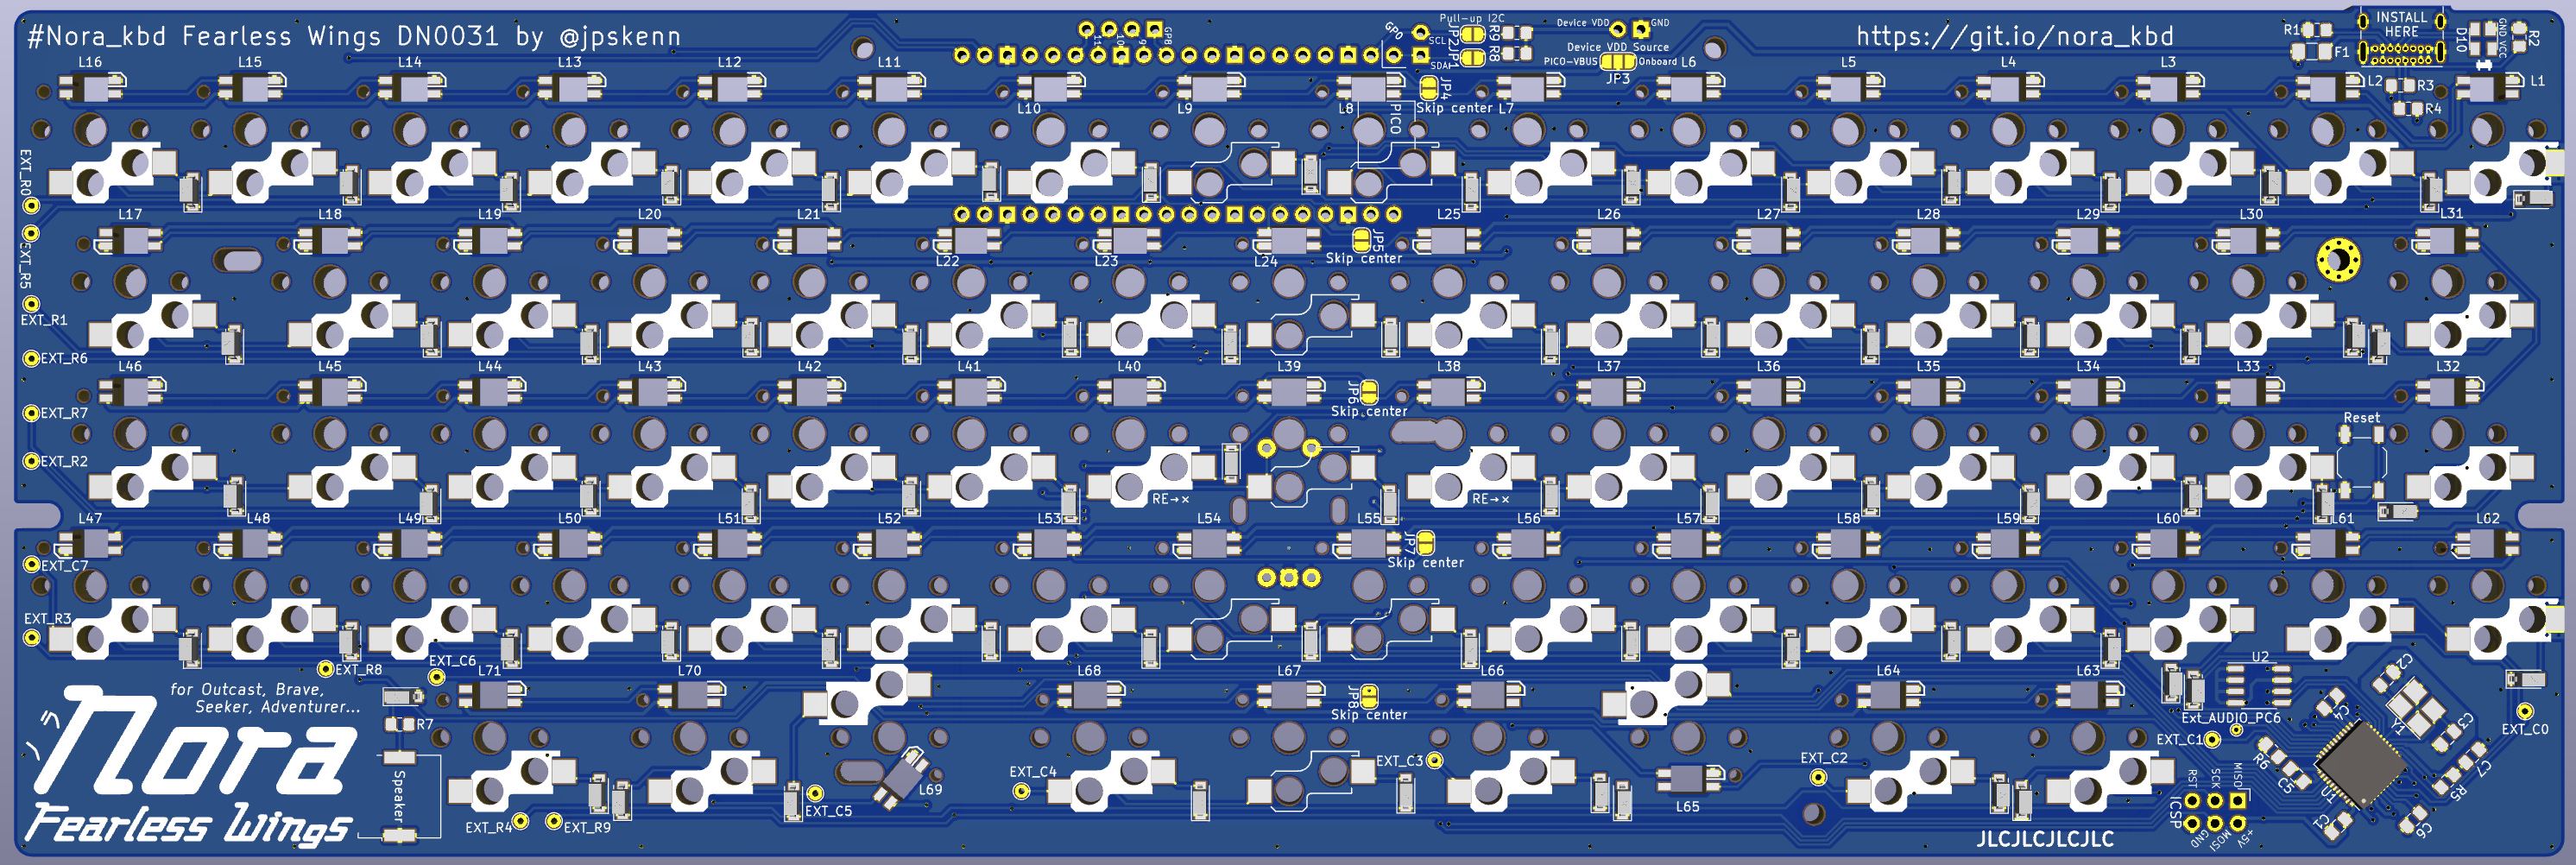 #Nora_kbd Fearless Wings DN0031 by @jpskenn
GP8
GP0
SCL
SDA
Pull-up I2C
JP2
JP1
R9
R8
Device VDD
GND
Device VDD Source
PICO-VBUS
Onboard
JP3
https://git.io/nora_kbd
R1
F1
INSTALL
HERE
D10
GND
VCC
R2
R3
R4
L16
L15
L14
L13
L12
L11
L10
L9
L8
JP4
Skip center
L7
L6
L5
L4
L3
L2
L1
PICO
EXT_R0
L17
L18
L19
L20
L21
L22
L23
L24
JP5
Skip center
L25
L26
L27
L28
L29
L30
L31
EXT_R5
EXT_R1
EXT_R6
L46
L45
L44
L43
L42
L41
L40
L39
JP6
Skip center
L38
L37
L36
L35
L34
L33
L32
EXT_R7
Reset
EXT_R2
RE→×
RE→×
L47
L48
L49
L50
L51
L52
L53
L54
L55
JP7
Skip center
L56
L57
L58
L59
L60
L61
L62
EXT_C7
EXT_R3
EXT_R8
EXT_C6
L71
L70
L68
L67
JP8
Skip center
L66
L64
L63
U2
Ext_AUDIO_PC6
EXT_C1
EXT_C0
for Outcast, Brave,
Seeker, Adventurer...
ノラ
Nora
Fearless Wings
R7
Speaker
EXT_R4
EXT_R9
EXT_C5
L69
EXT_C4
EXT_C3
L65
EXT_C2
C2
C4
Y1
C3
C7
R5
R6
C5
U1
C1
C6
RST
SCK
MISO
ICSP
GND
MOSI
+5V
JLCJLCJLCJLC